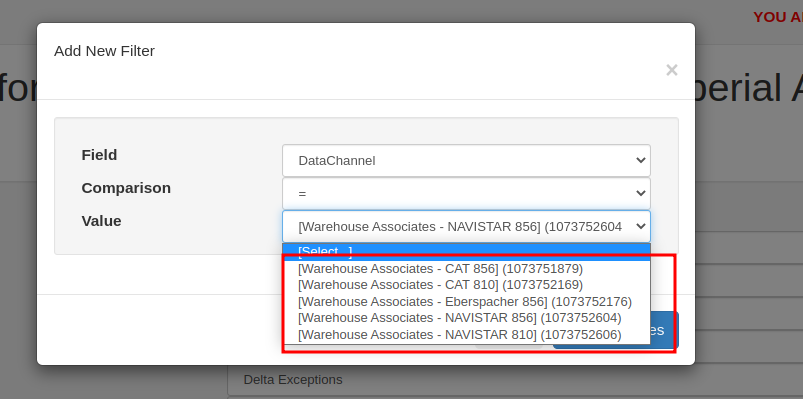 YOU A
Add New Filter
×
for
perial A
Field
DataChannel
Comparison
=
Value
[Warehouse Associates - NAVISTAR 856] (1073752604
[Select...]
[Warehouse Associates - CAT 856] (1073751879)
[Warehouse Associates - CAT 810] (1073752169)
[Warehouse Associates - Eberspacher 856] (1073752176)
[Warehouse Associates - NAVISTAR 856] (1073752604)
[Warehouse Associates - NAVISTAR 810] (1073752606)
es
Delta Exceptions